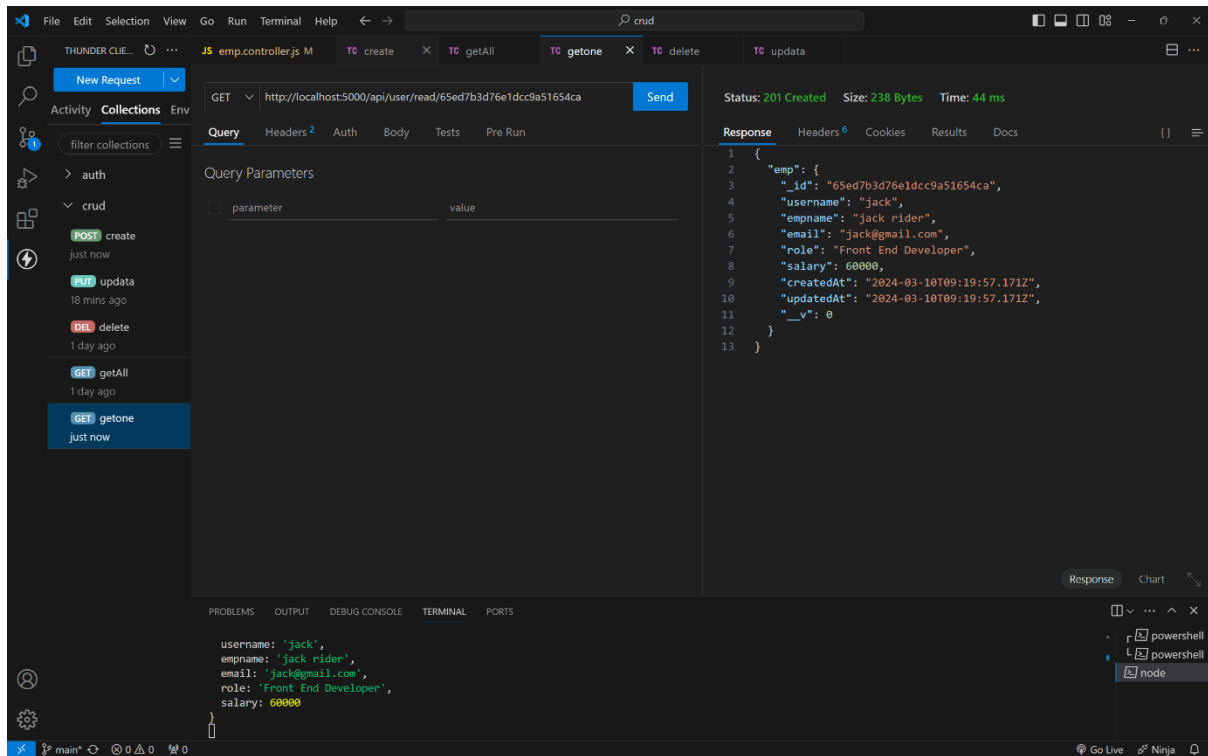 File Edit Selection View Go Run Terminal Help crud
THUNDER CLIE...
JS emp.controller.js M TC create TC getAll TC getone TC delete TC updata
New Request
Activity Collections Env
filter collections
auth
crud
POST create
just now
PUT updata
18 mins ago
DEL delete
1 day ago
GET getAll
1 day ago
GET getone
just now
GET http://localhost:5000/api/user/read/65ed7b3d76e1dcc9a51654ca Send
Query Headers 2 Auth Body Tests Pre Run
Query Parameters
parameter value
Status: 201 Created Size: 238 Bytes Time: 44 ms
Response Headers 6 Cookies Results Docs { }
1 {
2 "emp": {
3 "_id": "65ed7b3d76e1dcc9a51654ca",
4 "username": "jack",
5 "empname": "jack rider",
6 "email": "jack@gmail.com",
7 "role": "Front End Developer",
8 "salary": 60000,
9 "createdAt": "2024-03-10T09:19:57.171Z",
10 "updatedAt": "2024-03-10T09:19:57.171Z",
11 "__v": 0
12 }
13 }
Response Chart
PROBLEMS OUTPUT DEBUG CONSOLE TERMINAL PORTS
username: 'jack',
empname: 'jack rider',
email: 'jack@gmail.com',
role: 'Front End Developer',
salary: 60000
}
powershell
powershell
node
1
main* 0 0 0 Go Live Ninja